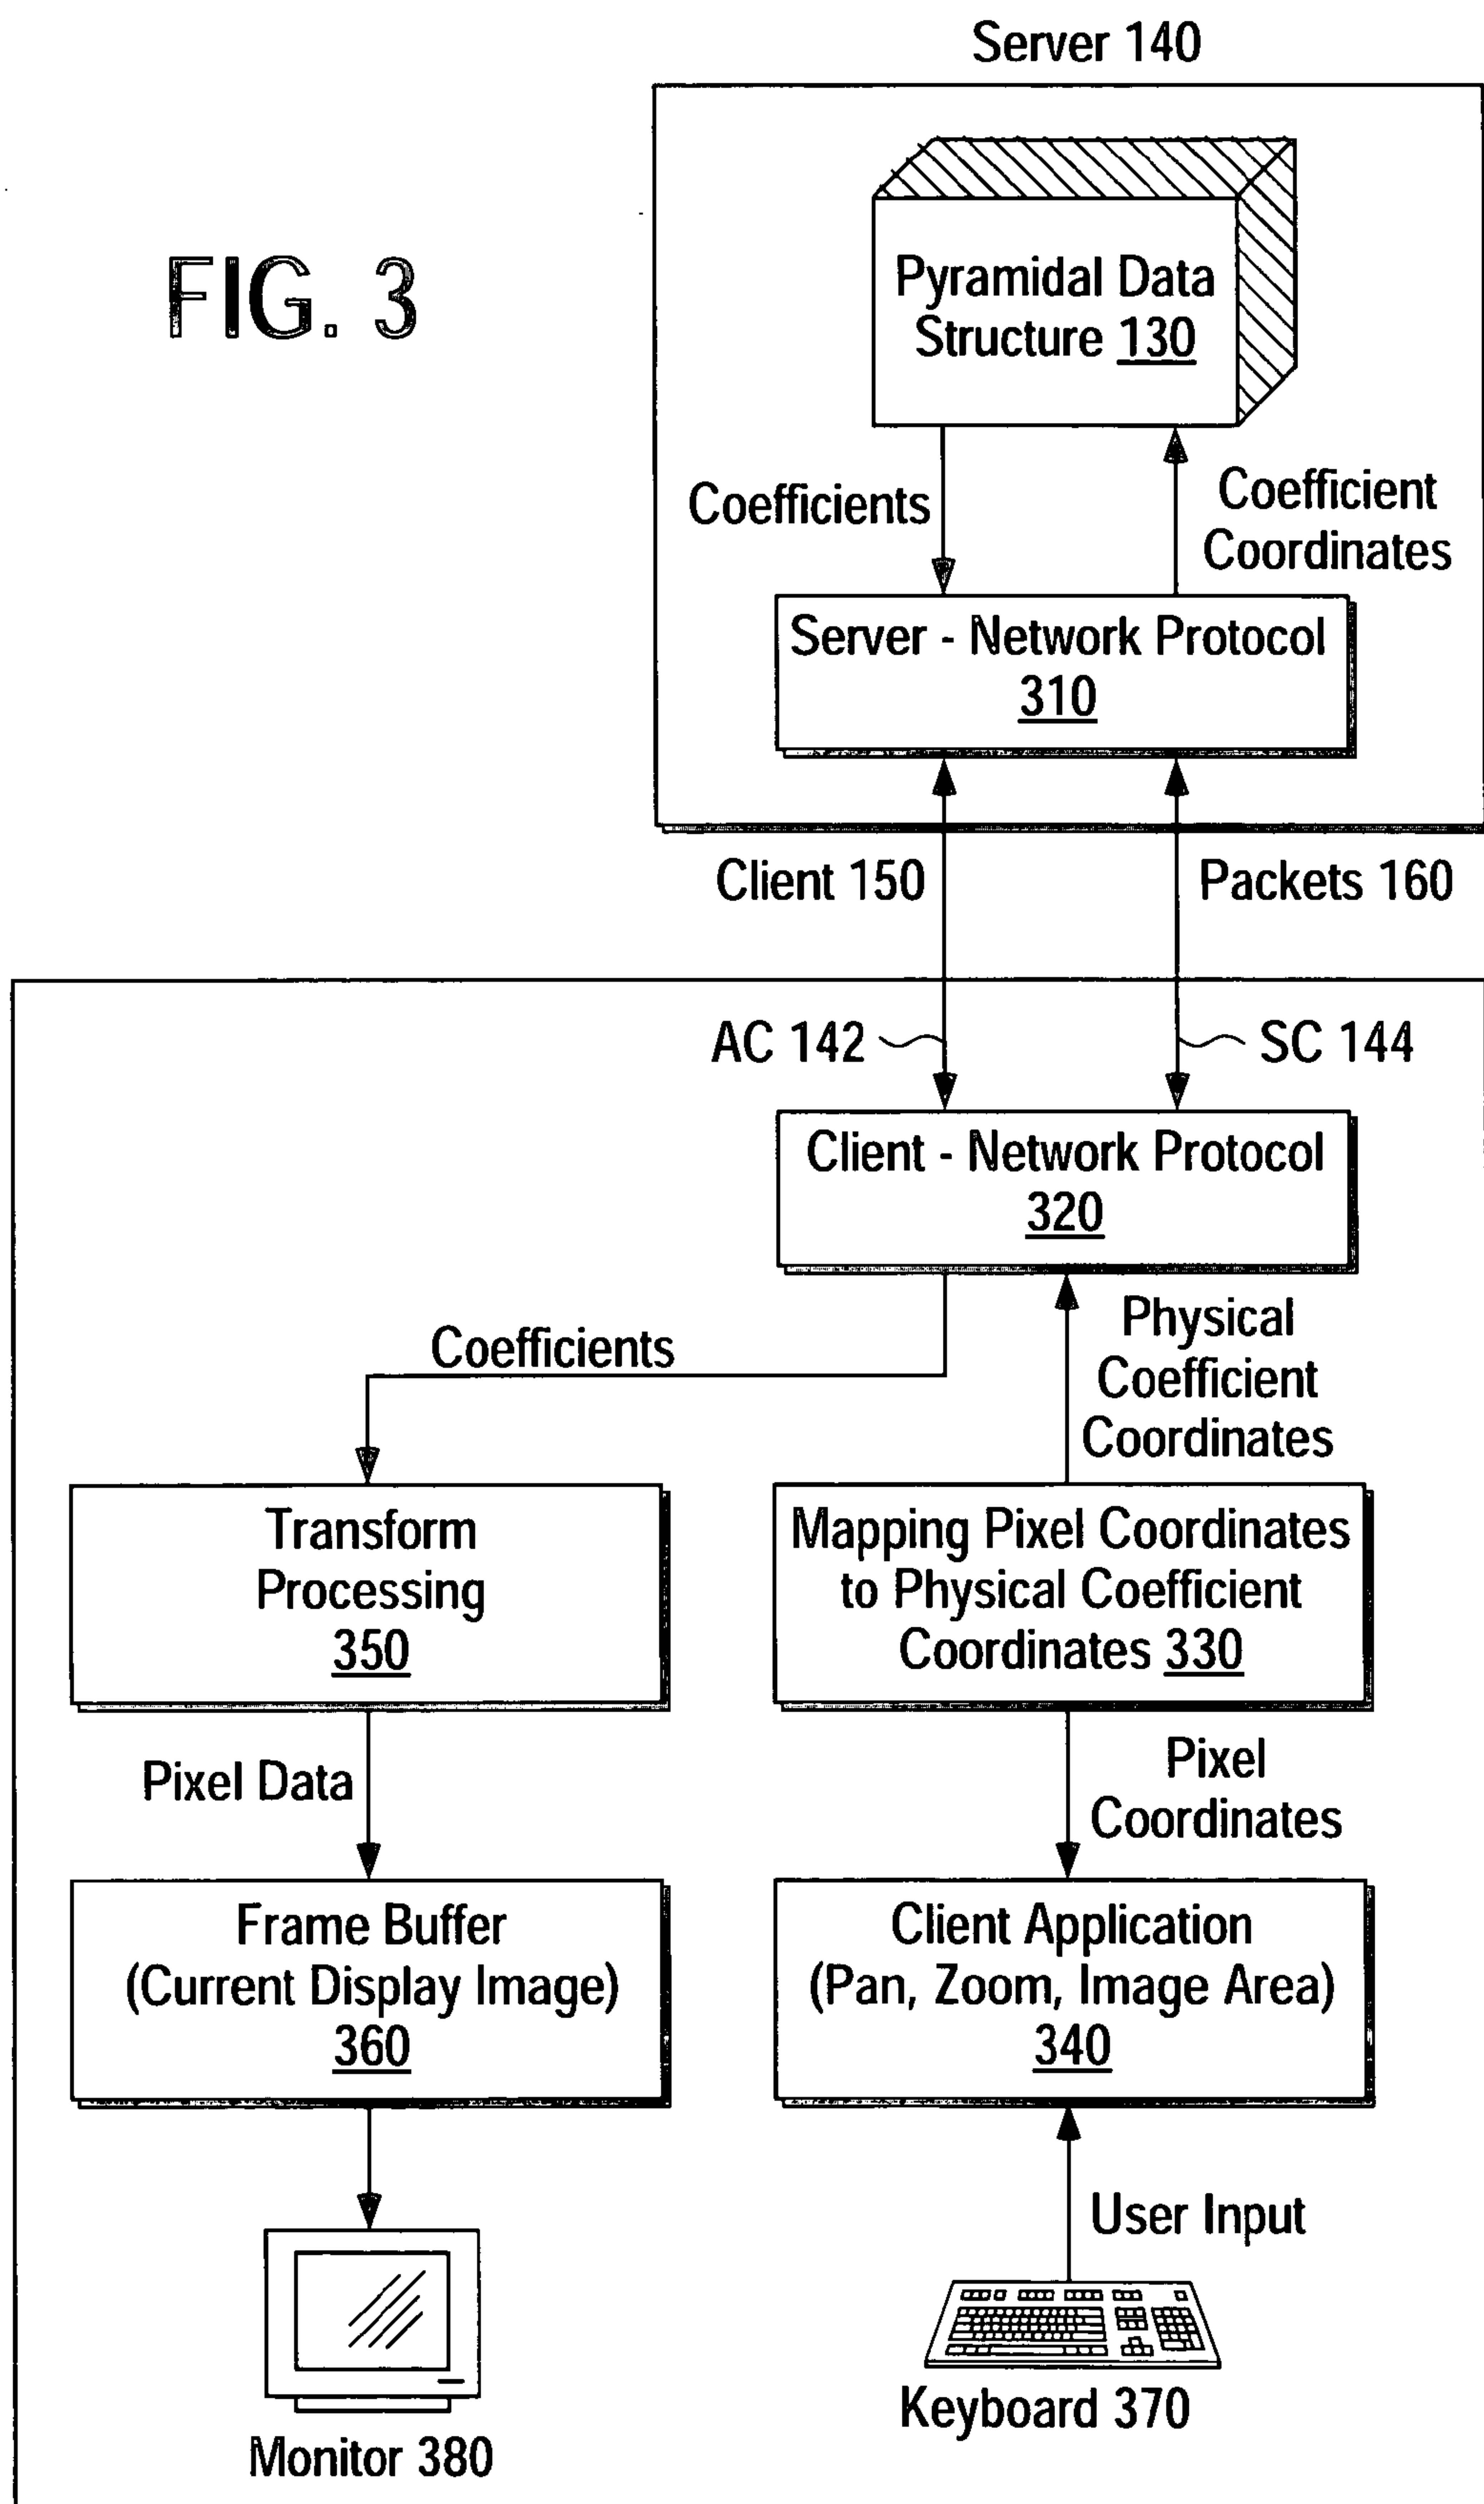 Server 140
FIG. 3
Pyramidal Data
Structure 130
Coefficients
Coefficient
Coordinates
Server - Network Protocol
310
Client 150
Packets 160
AC 142
SC 144
Client - Network Protocol
320
Coefficients
Physical
Coefficient
Coordinates
Transform
Processing
350
Mapping Pixel Coordinates
to Physical Coefficient
Coordinates 330
Pixel Data
Pixel
Coordinates
Frame Buffer
(Current Display Image)
360
Client Application
(Pan, Zoom, Image Area)
340
User Input
Keyboard 370
Monitor 380